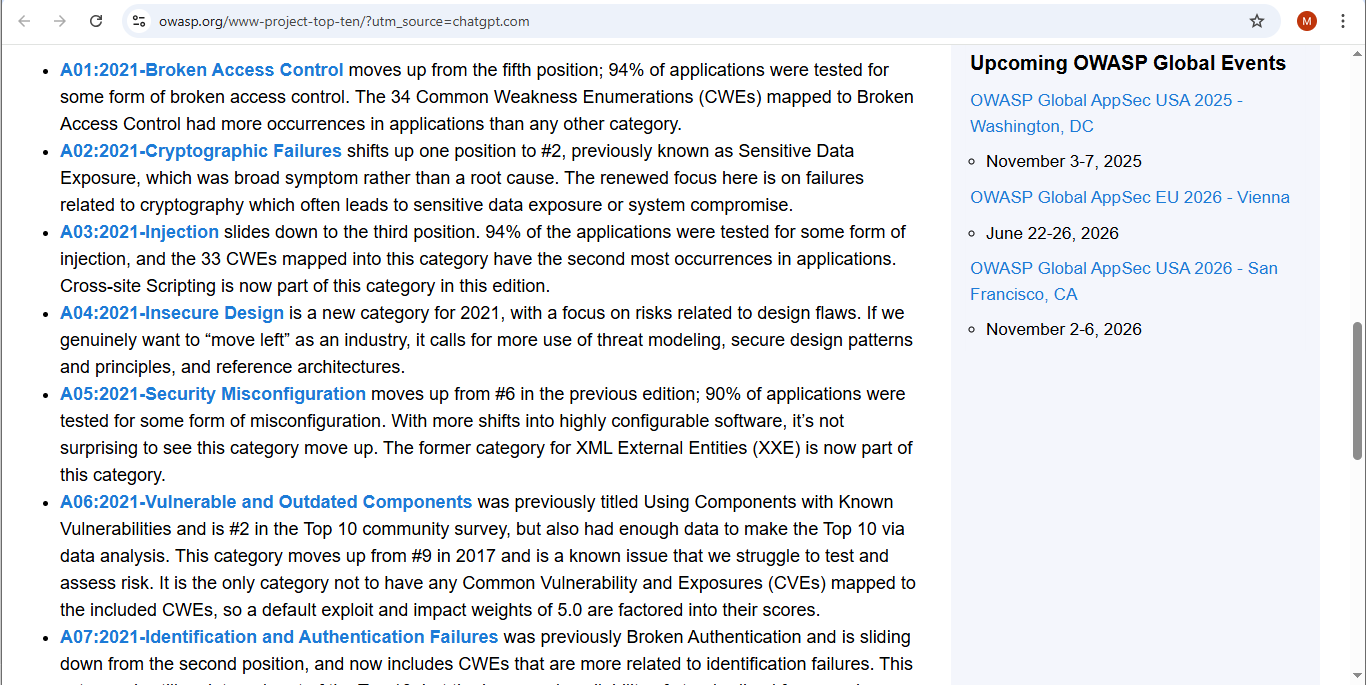 owasp.org/www-project-top-ten/?utm_source=chatgpt.com
M
A01:2021-Broken Access Control moves up from the fifth position; 94% of applications were tested for
some form of broken access control. The 34 Common Weakness Enumerations (CWEs) mapped to Broken
Access Control had more occurrences in applications than any other category.
A02:2021-Cryptographic Failures shifts up one position to #2, previously known as Sensitive Data
Exposure, which was broad symptom rather than a root cause. The renewed focus here is on failures
related to cryptography which often leads to sensitive data exposure or system compromise.
A03:2021-Injection slides down to the third position. 94% of the applications were tested for some form of
injection, and the 33 CWEs mapped into this category have the second most occurrences in applications.
Cross-site Scripting is now part of this category in this edition.
A04:2021-Insecure Design is a new category for 2021, with a focus on risks related to design flaws. If we
genuinely want to “move left” as an industry, it calls for more use of threat modeling, secure design patterns
and principles, and reference architectures.
A05:2021-Security Misconfiguration moves up from #6 in the previous edition; 90% of applications were
tested for some form of misconfiguration. With more shifts into highly configurable software, it’s not
surprising to see this category move up. The former category for XML External Entities (XXE) is now part of
this category.
A06:2021-Vulnerable and Outdated Components was previously titled Using Components with Known
Vulnerabilities and is #2 in the Top 10 community survey, but also had enough data to make the Top 10 via
data analysis. This category moves up from #9 in 2017 and is a known issue that we struggle to test and
assess risk. It is the only category not to have any Common Vulnerability and Exposures (CVEs) mapped to
the included CWEs, so a default exploit and impact weights of 5.0 are factored into their scores.
A07:2021-Identification and Authentication Failures was previously Broken Authentication and is sliding
down from the second position, and now includes CWEs that are more related to identification failures. This
Upcoming OWASP Global Events
OWASP Global AppSec USA 2025 -
Washington, DC
November 3-7, 2025
OWASP Global AppSec EU 2026 - Vienna
June 22-26, 2026
OWASP Global AppSec USA 2026 - San
Francisco, CA
November 2-6, 2026